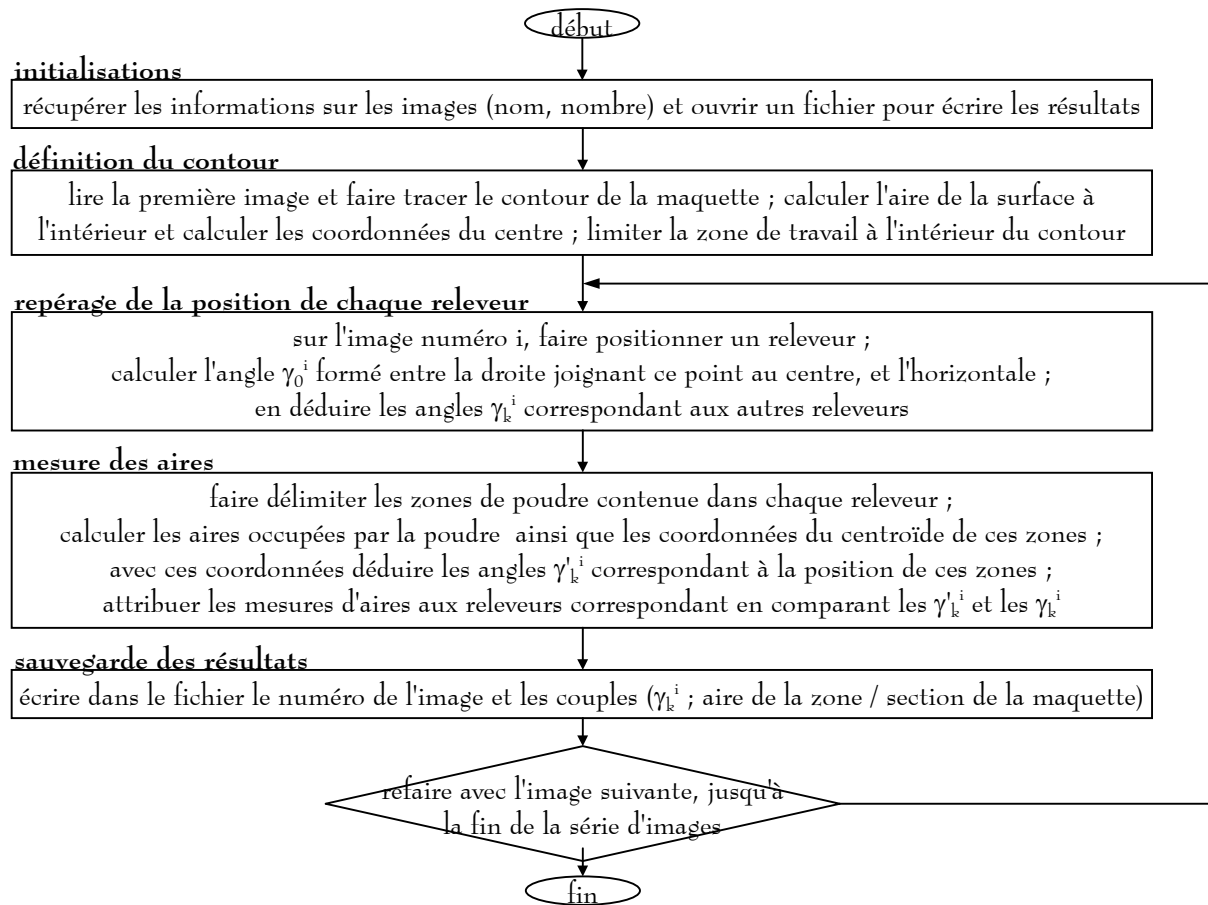 début
initialisations
récupérer les informations sur les images (nom, nombre) et ouvrir un fichier pour écrire les résultats
définition du contour
lire la première image et faire tracer le contour de la maquette ; calculer l'aire de la surface à
l'intérieur et calculer les coordonnées du centre ; limiter la zone de travail à l'intérieur du contour
repérage de la position de chaque releveur
sur l'image numéro i, faire positionner un releveur ;
calculer l'angle γ₀ⁱ formé entre la droite joignant ce point au centre, et l'horizontale ;
en déduire les angles γₖⁱ correspondant aux autres releveurs
mesure des aires
faire délimiter les zones de poudre contenue dans chaque releveur ;
calculer les aires occupées par la poudre ainsi que les coordonnées du centroïde de ces zones ;
avec ces coordonnées déduire les angles γ'ₖⁱ correspondant à la position de ces zones ;
attribuer les mesures d'aires aux releveurs correspondant en comparant les γ'ₖⁱ et les γₖⁱ
sauvegarde des résultats
écrire dans le fichier le numéro de l'image et les couples (γₖⁱ ; aire de la zone / section de la maquette)
refaire avec l'image suivante, jusqu'à
la fin de la série d'images
fin